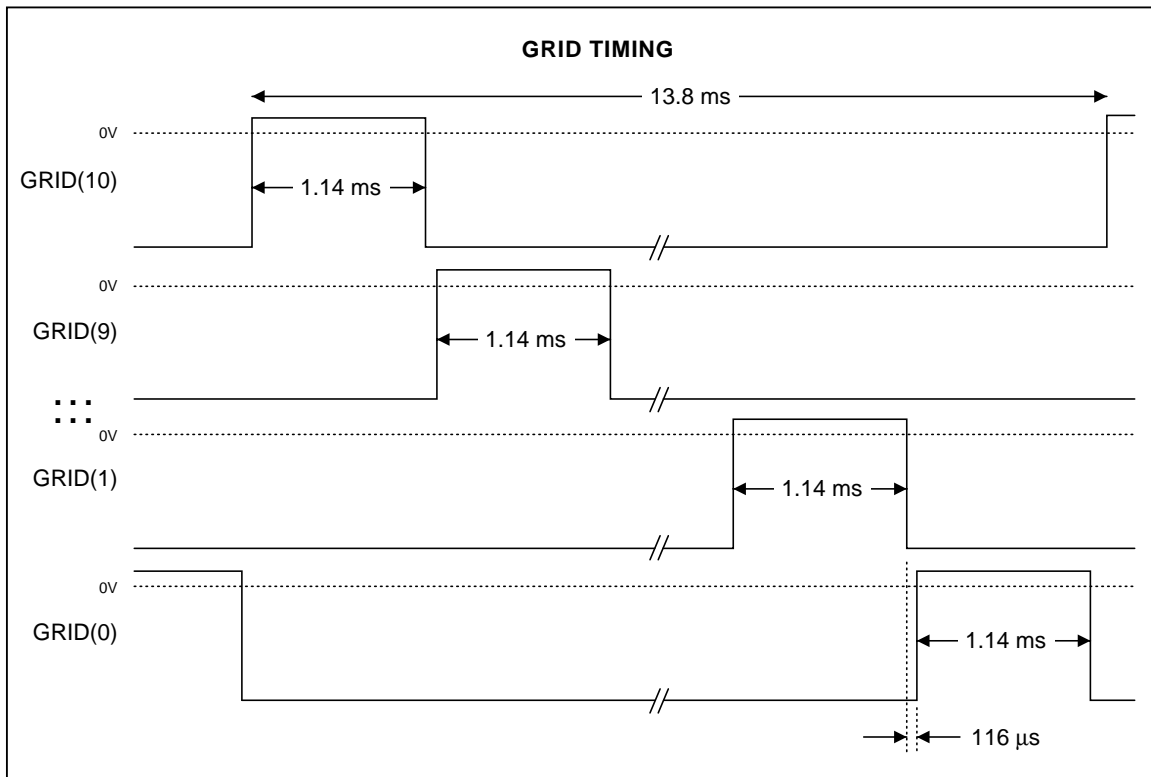 GRID TIMING
13.8 ms
0V
GRID(10)
1.14 ms
0V
GRID(9)
1.14 ms
0V
GRID(1)
1.14 ms
0V
GRID(0)
1.14 ms
116 μs